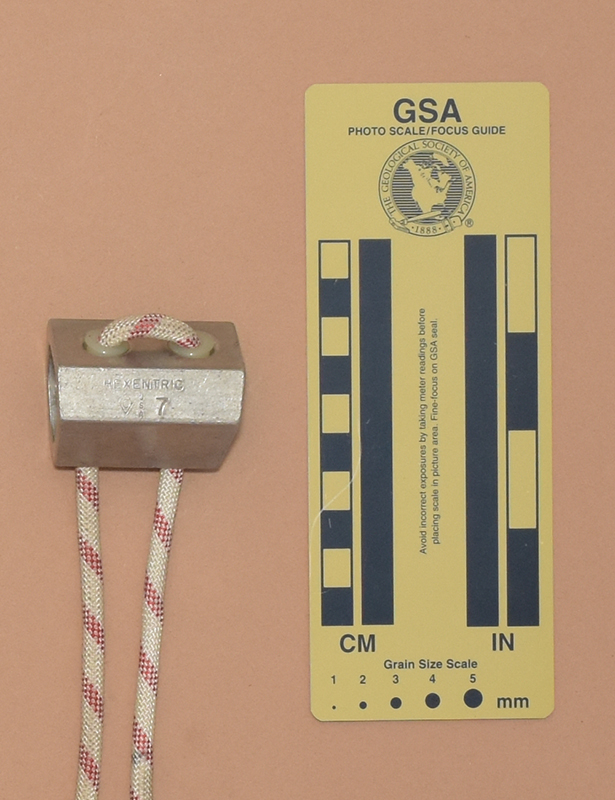 GSA
PHOTO SCALE/FOCUS GUIDE
THE GEOLOGICAL SOCIETY OF AMERICA
·1888·
®
Avoid incorrect exposures by taking meter readings before
placing scale in picture area. Fine-focus on GSA seal.
CM
IN
Grain Size Scale
1 2 3 4 5
mm
HEXENTRIC
7